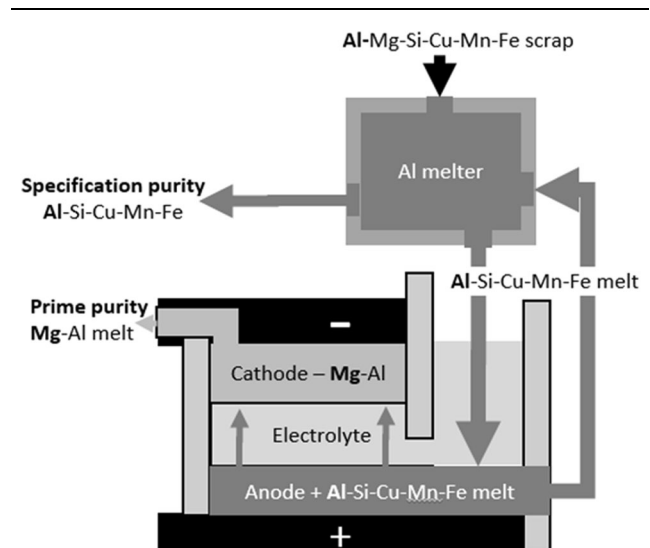 Al-Mg-Si-Cu-Mn-Fe scrap
Al melter
Specification purity
Al-Si-Cu-Mn-Fe
Al-Si-Cu-Mn-Fe melt
Prime purity
Mg-Al melt
-
Cathode – Mg-Al
Electrolyte
Anode + Al-Si-Cu-Mn-Fe melt
+